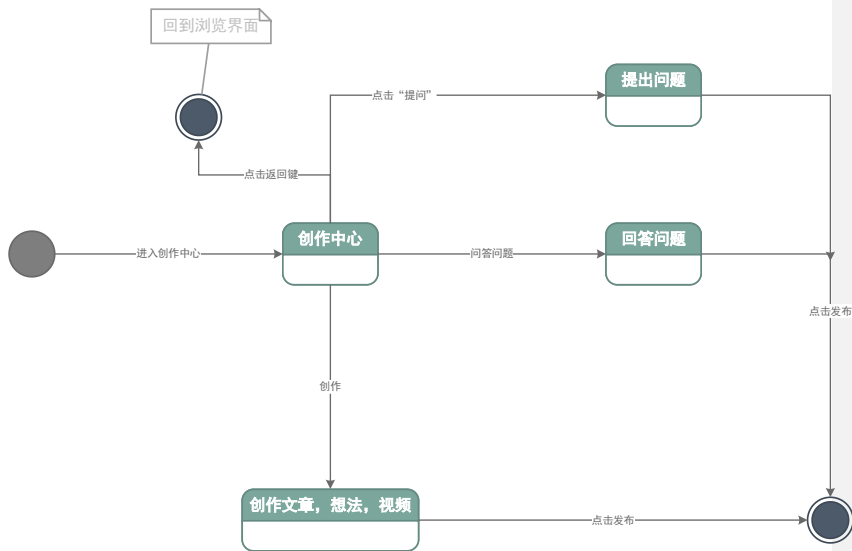 回到浏览界面
提出问题
点击“提问”
点击返回键
创作中心
回答问题
进入创作中心
问答问题
点击发布
创作
创作文章，想法，视频
点击发布